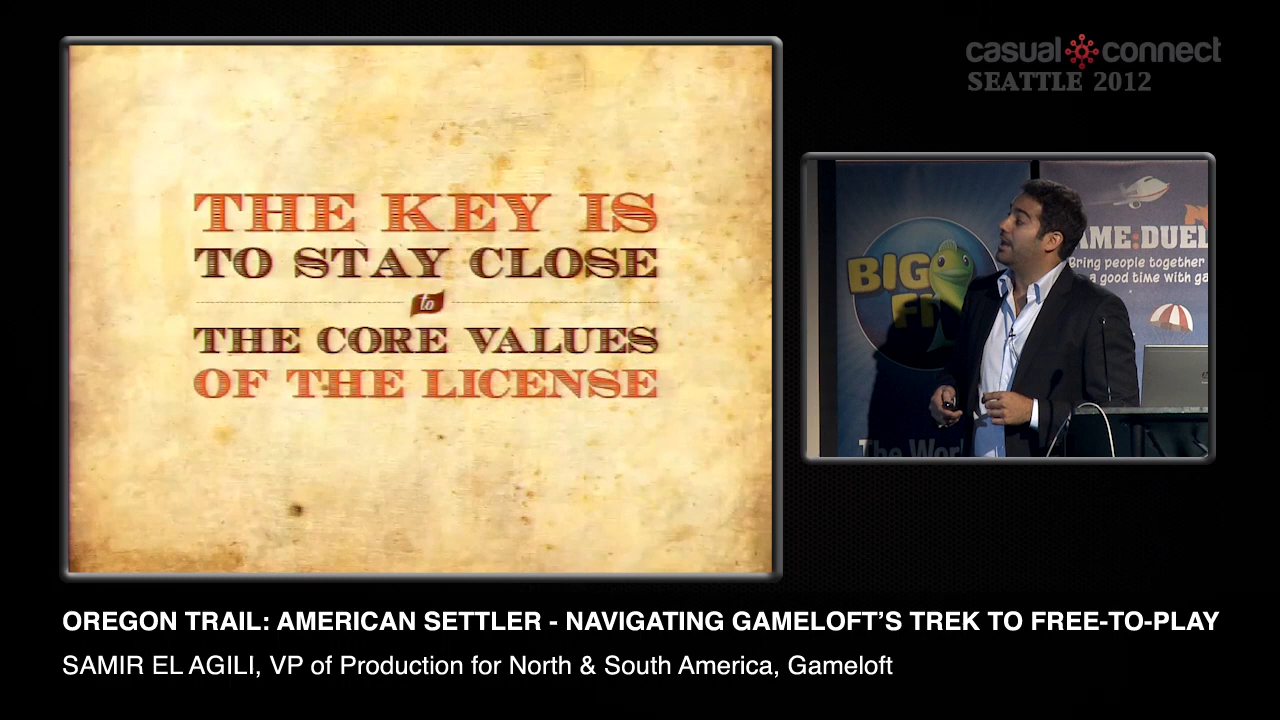 casual connect
SEATTLE 2012
THE KEY IS
TO STAY CLOSE
to
THE CORE VALUES
OF THE LICENSE
BIG
The
AME:DUEL
Bring people together
a good time with ga
OREGON TRAIL: AMERICAN SETTLER - NAVIGATING GAMELOFT'S TREK TO FREE-TO-PLAY
SAMIR EL AGILI, VP of Production for North & South America, Gameloft